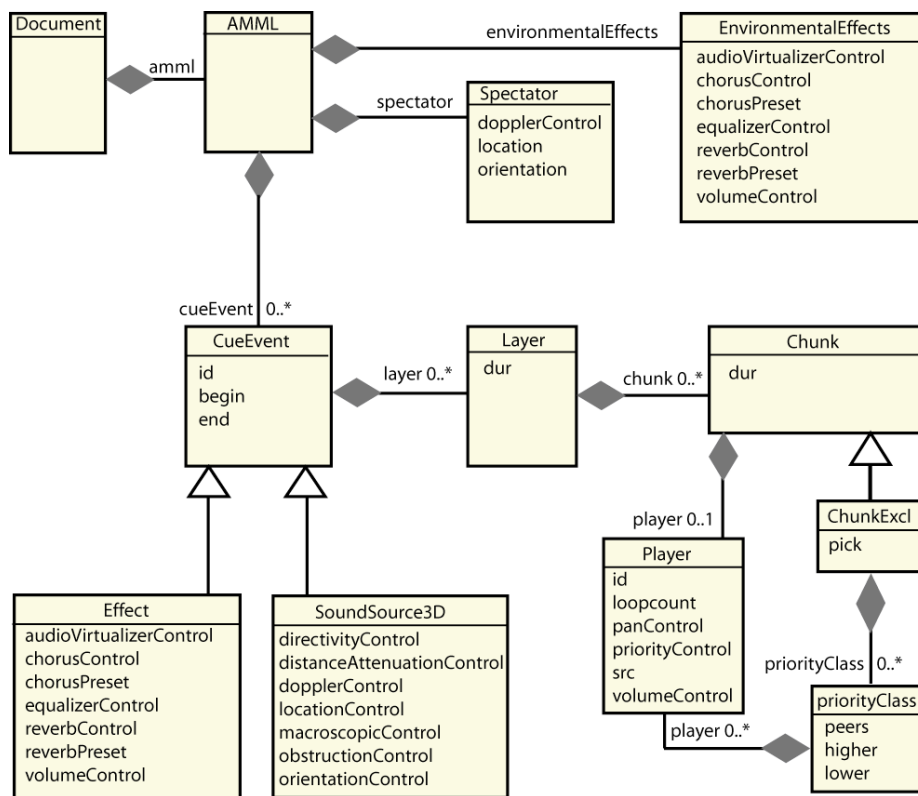 Document
AMML
EnvironmentalEffects
environmentalEffects
audioVirtualizerControl
chorusControl
chorusPreset
equalizerControl
reverbControl
reverbPreset
volumeControl
amml
spectator
Spectator
dopplerControl
location
orientation
cueEvent 0..*
CueEvent
id
begin
end
layer 0..*
Layer
dur
chunk 0..*
Chunk
dur
player 0..1
ChunkExcl
pick
Player
id
loopcount
panControl
priorityControl
src
volumeControl
priorityClass 0..*
priorityClass
peers
higher
lower
player 0..*
Effect
audioVirtualizerControl
chorusControl
chorusPreset
equalizerControl
reverbControl
reverbPreset
volumeControl
SoundSource3D
directivityControl
distanceAttenuationControl
dopplerControl
locationControl
macroscopicControl
obstructionControl
orientationControl